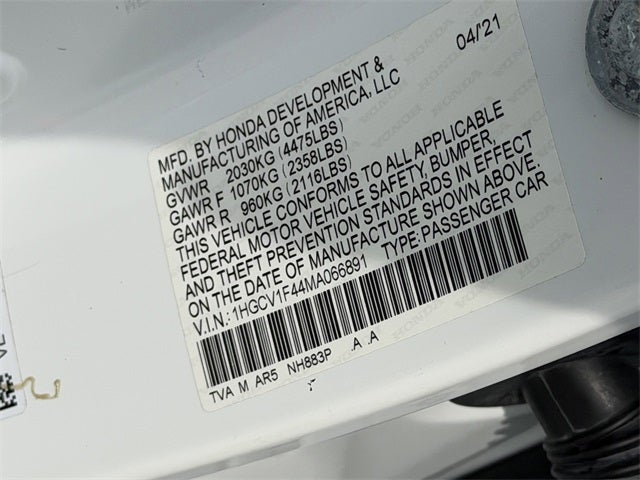 04/'21
MFD. BY HONDA DEVELOPMENT &
MANUFACTURING OF AMERICA, LLC
GVWR 2030KG (4475LBS)
GAWR F 1070KG (2358LBS)
GAWR R 960KG (2116LBS)
THIS VEHICLE CONFORMS TO ALL APPLICABLE
FEDERAL MOTOR VEHICLE SAFETY, BUMPER,
AND THEFT PREVENTION STANDARDS IN EFFECT
ON THE DATE OF MANUFACTURE SHOWN ABOVE.
V.I.N.:1HGCV1F44MA066891 TYPE:PASSENGER CAR
TVA M AR5 NH883P .A .A